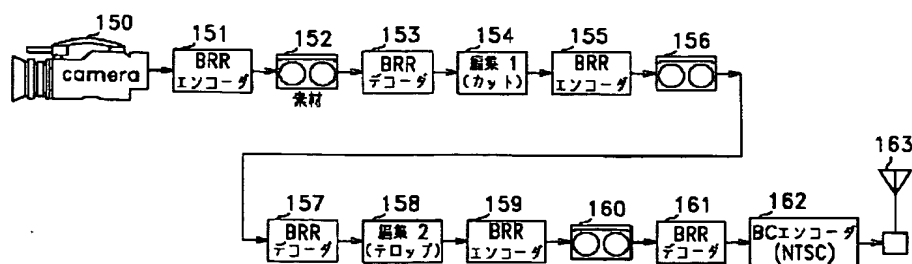 150
camera
151
BRR
エンコーダ
152
素材
153
BRR
デコーダ
154
編集 1
(カット)
155
BRR
エンコーダ
156
157
BRR
デコーダ
158
編集 2
(テロップ)
159
BRR
エンコーダ
160
161
BRR
デコーダ
162
BCエンコーダ
(NTSC)
163